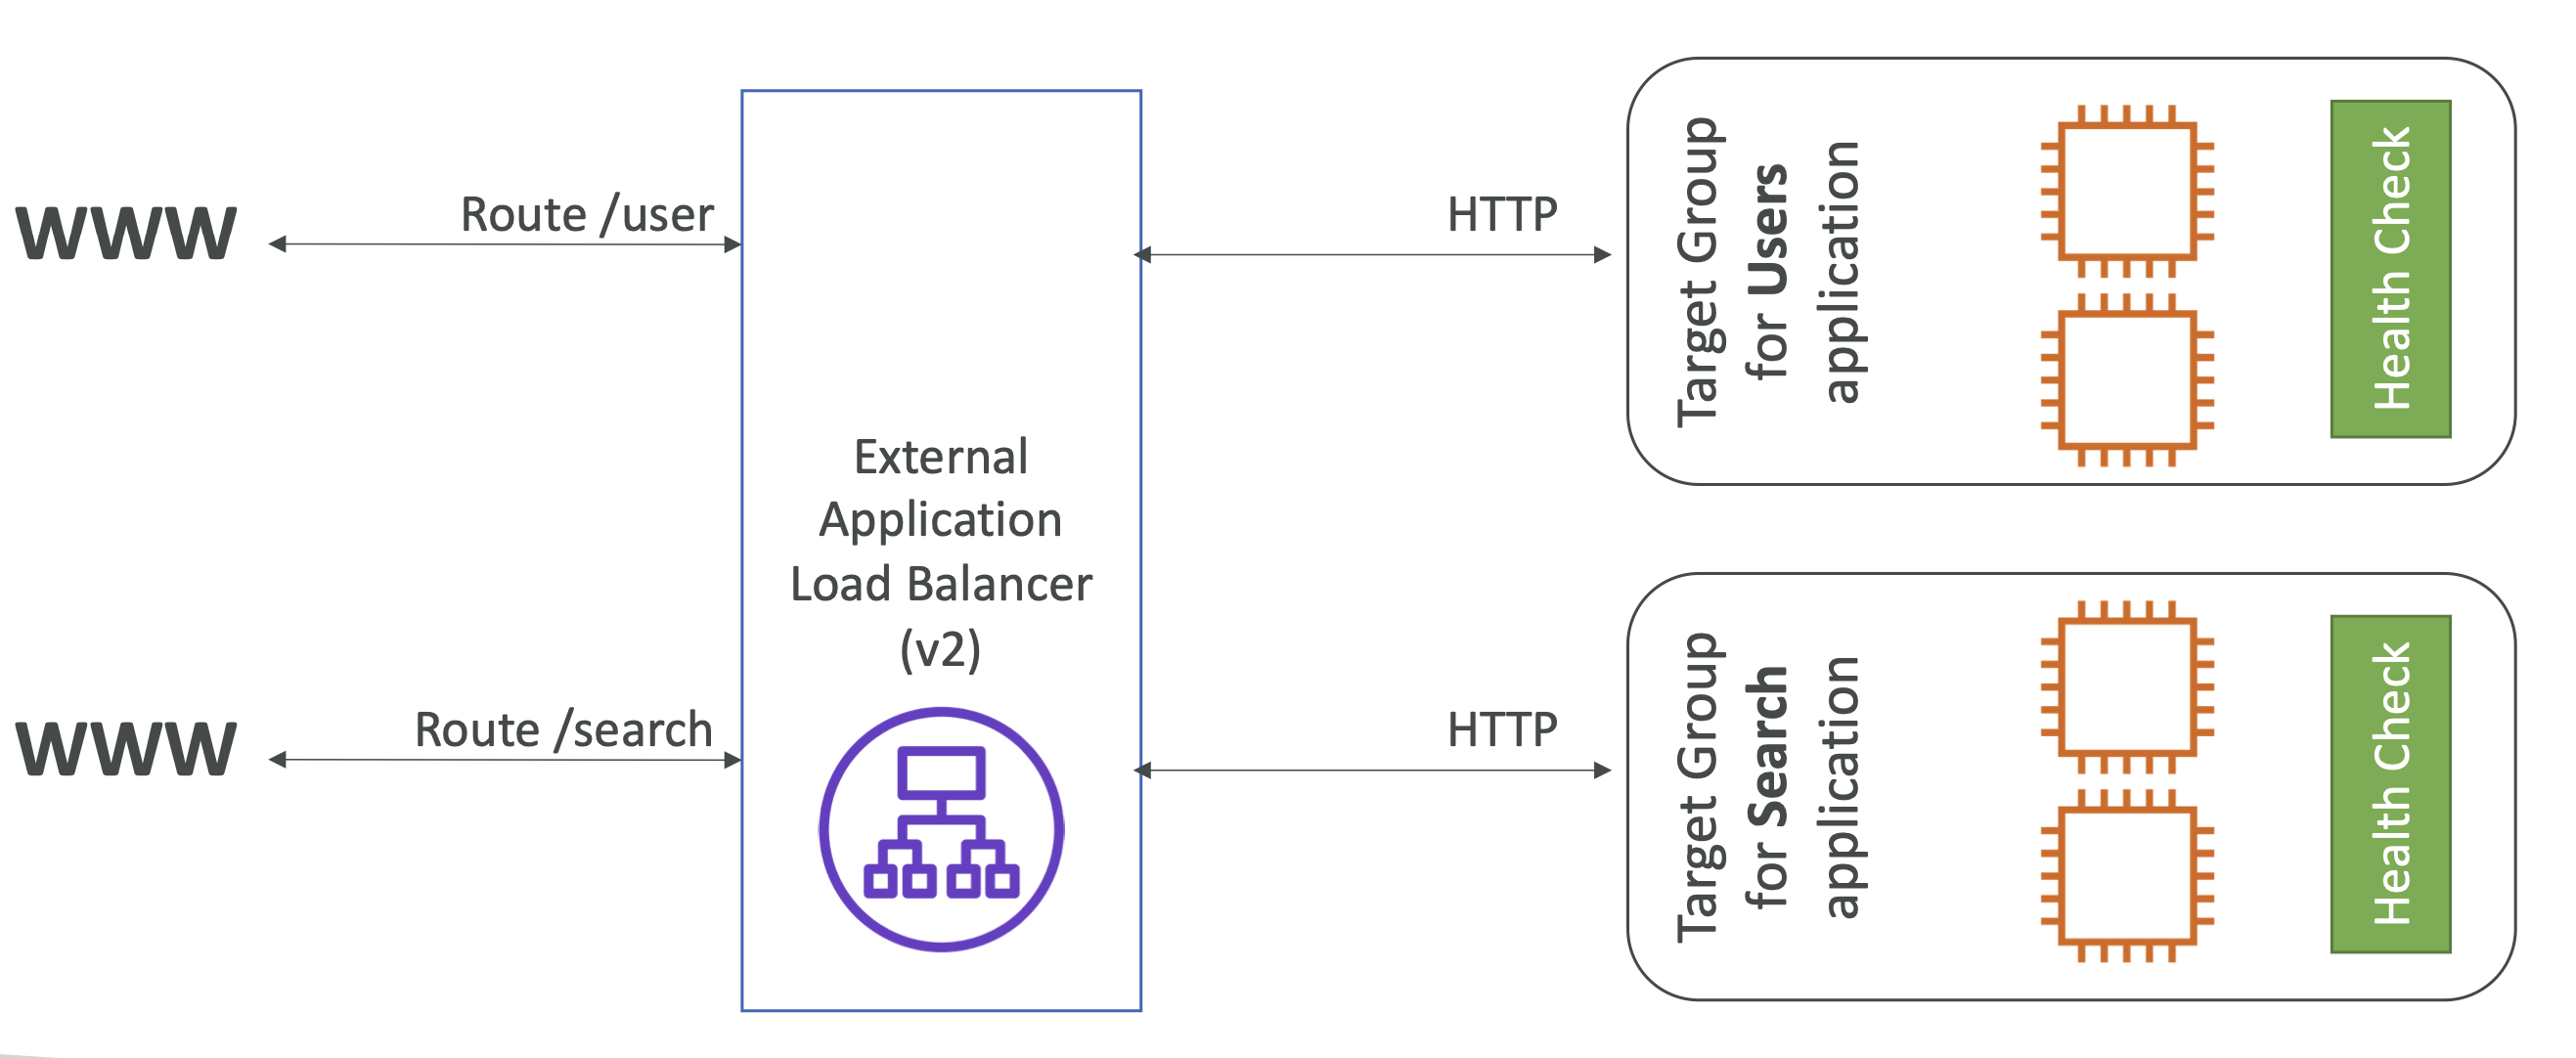 WWW
Route /user
HTTP
Target Group
for Users
application
Health Check
External
Application
Load Balancer
(v2)
WWW
Route /search
HTTP
Target Group
for Search
application
Health Check